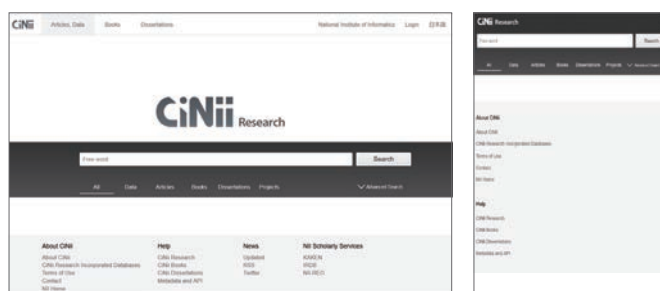 CiNii Articles, Data Books Dissertations National Institute of Informatics Login 日本語
CiNii Research
Free word Search
All Data Articles Books Dissertations Projects Advanced Search
About CiNii Help News NII Scholarly Services
About CiNii CiNii Research Updated KAKEN
CiNii Research Incorporated Databases CiNii Books RSS IRDB
Terms of Use CiNii Dissertations Twitter NII-REO
Contact Metadata and API
NII Home
CiNii Research
Free word Search
All Data Articles Books Dissertations Projects Advanced Search
About CiNii
About CiNii
CiNii Research Incorporated Databases
Terms of Use
Contact
NII Home
Help
CiNii Research
CiNii Books
CiNii Dissertations
Metadata and API